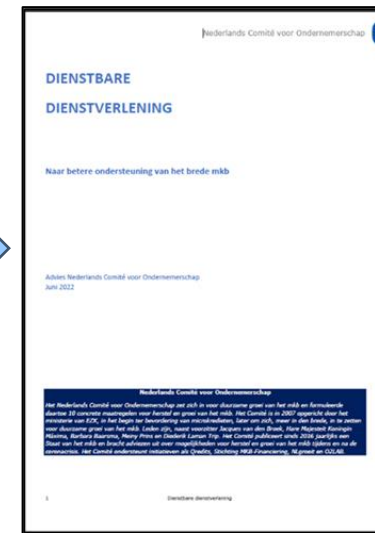 Nederlands Comité voor Ondernemerschap
DIENSTBARE
DIENSTVERLENING
Naar betere ondersteuning van het brede mkb
Advies Nederlands Comité voor Ondernemerschap
Juni 2022
Nederlands Comité voor Ondernemerschap
Het Nederlands Comité voor Ondernemerschap zet zich in voor duurzame groei van het mkb en formuleerde
daartoe 10 concrete maatregelen voor herstel en groei van het mkb. Het Comité is in 2007 opgericht door het
ministerie van EZK, in het begin ter bevordering van microkredieten, later om zich, meer in den brede, in te zetten
voor duurzame groei van het mkb. Leden zijn, naast voorzitter Jacques van den Broek, Hare Majesteit Koningin
Máxima, Barbara Baarsma, Meiny Prins en Diederik Laman Trip. Het Comité publiceert sinds 2016 jaarlijks een
Staat van het mkb en bracht adviezen uit over mogelijkheden voor herstel en groei van het mkb tijdens en na de
coronacrisis. Het Comité ondersteunt initiatieven als Qredits, Stichting MKB-Financiering, NLgroeit en O2LAB.
1 Dienstbare dienstverlening